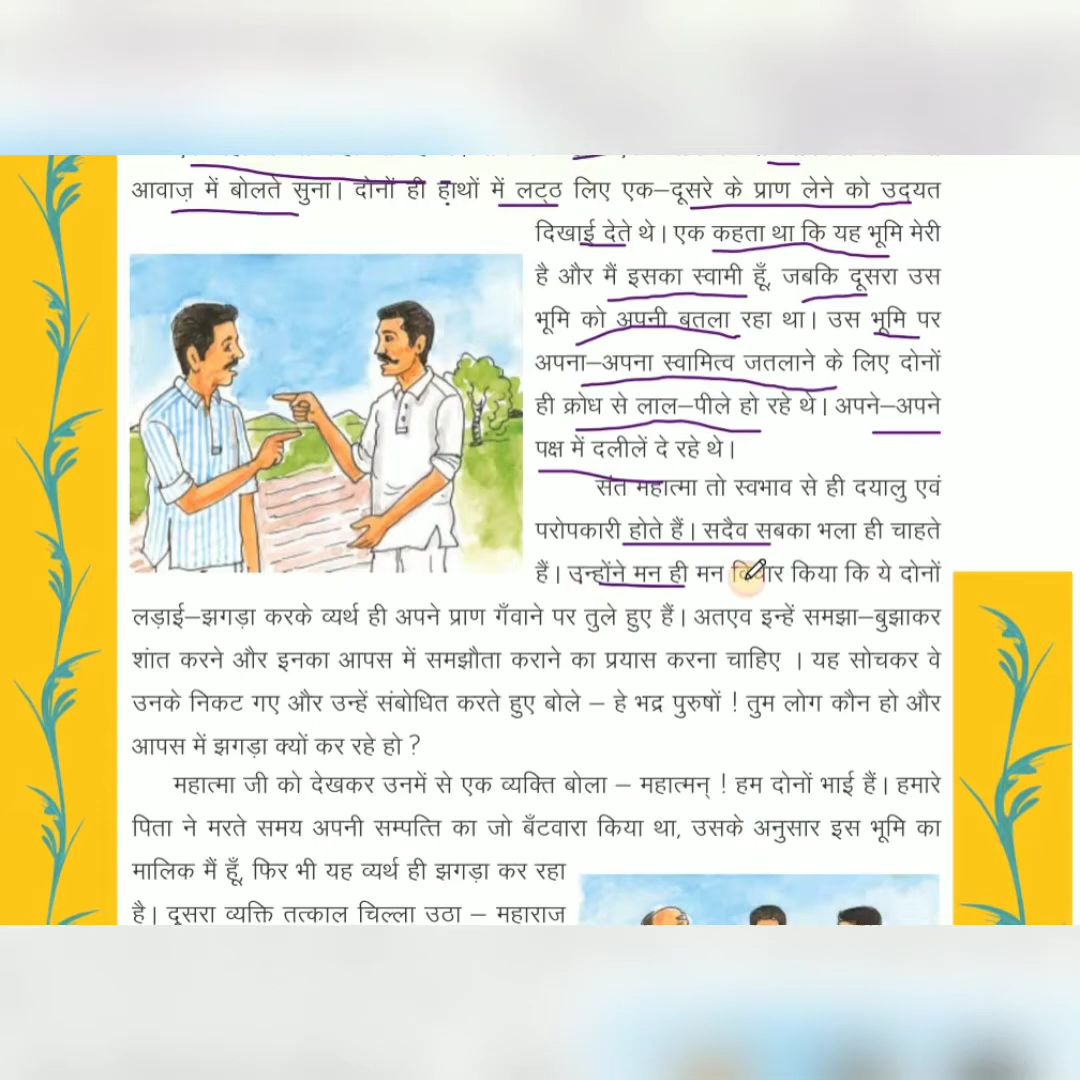 आवाज़ में बोलते सुना। दोनों ही हाथों में लट्ठ लिए एक–दूसरे के प्राण लेने को उद्यत
दिखाई देते थे। एक कहता था कि यह भूमि मेरी
है और मैं इसका स्वामी हूँ, जबकि दूसरा उस
भूमि को अपनी बतला रहा था। उस भूमि पर
अपना–अपना स्वामित्व जतलाने के लिए दोनों
ही क्रोध से लाल–पीले हो रहे थे। अपने–अपने
पक्ष में दलीलें दे रहे थे।
संत महात्मा तो स्वभाव से ही दयालु एवं
परोपकारी होते हैं। सदैव सबका भला ही चाहते
हैं। उन्होंने मन ही मन विचार किया कि ये दोनों
लड़ाई–झगड़ा करके व्यर्थ ही अपने प्राण गँवाने पर तुले हुए हैं। अतएव इन्हें समझा–बुझाकर
शांत करने और इनका आपस में समझौता कराने का प्रयास करना चाहिए । यह सोचकर वे
उनके निकट गए और उन्हें संबोधित करते हुए बोले – हे भद्र पुरुषों ! तुम लोग कौन हो और
आपस में झगड़ा क्यों कर रहे हो ?
महात्मा जी को देखकर उनमें से एक व्यक्ति बोला – महात्मन् ! हम दोनों भाई हैं। हमारे
पिता ने मरते समय अपनी सम्पत्ति का जो बँटवारा किया था, उसके अनुसार इस भूमि का
मालिक मैं हूँ, फिर भी यह व्यर्थ ही झगड़ा कर रहा
है। दूसरा व्यक्ति तत्काल चिल्ला उठा – महाराज